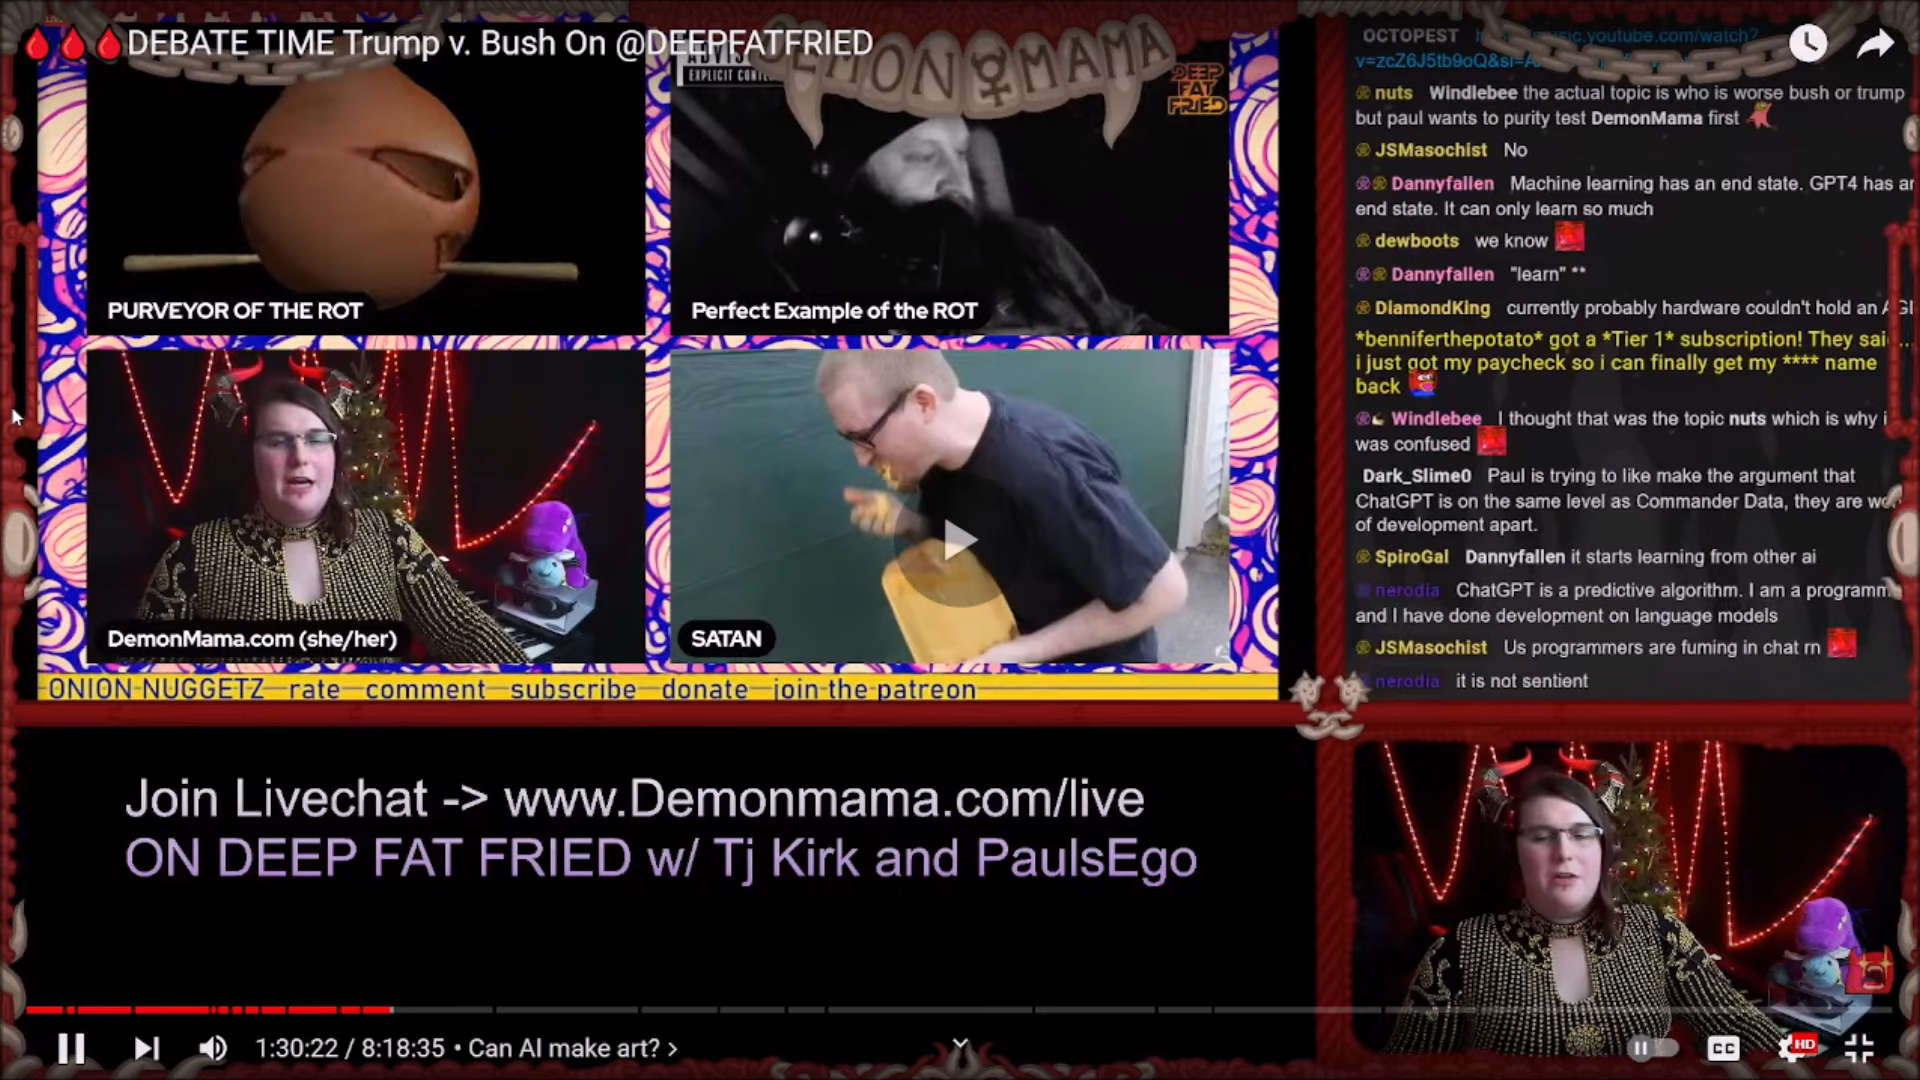 🩸🩸🩸DEBATE TIME Trump v. Bush On @DEEPFATFRIED
EXPLICIT
DEMON MAMA
DEEP
FAT
FRIED
PURVEYOR OF THE ROT
Perfect Example of the ROT
DemonMama.com (she/her)
SATAN
ONION NUGGETZ rate comment subscribe donate join the patreon
OCTOPEST
v=zcZ6J5tb9oQ&si=
nuts Windlebee the actual topic is who is worse bush or trump
but paul wants to purity test DemonMama first
JSMasochist No
Dannyfallen Machine learning has an end state. GPT4 has an
end state. It can only learn so much
dewboots we know
Dannyfallen "learn" **
DiamondKing currently probably hardware couldn't hold an
*benniferthepotato* got a *Tier 1* subscription! They sai
i just got my paycheck so i can finally get my **** name
back
Windlebee I thought that was the topic nuts which is why i
was confused
Dark_Slime0 Paul is trying to like make the argument that
ChatGPT is on the same level as Commander Data, they are
of development apart.
SpiroGal Dannyfallen it starts learning from other ai
nerodia ChatGPT is a predictive algorithm. I am a programm
and I have done development on language models
JSMasochist Us programmers are fuming in chat rn
nerodia it is not sentient
Join Livechat -> www.Demonmama.com/live
ON DEEP FAT FRIED w/ Tj Kirk and PaulsEgo
1:30:22 / 8:18:35 • Can AI make art? >
CC
HD